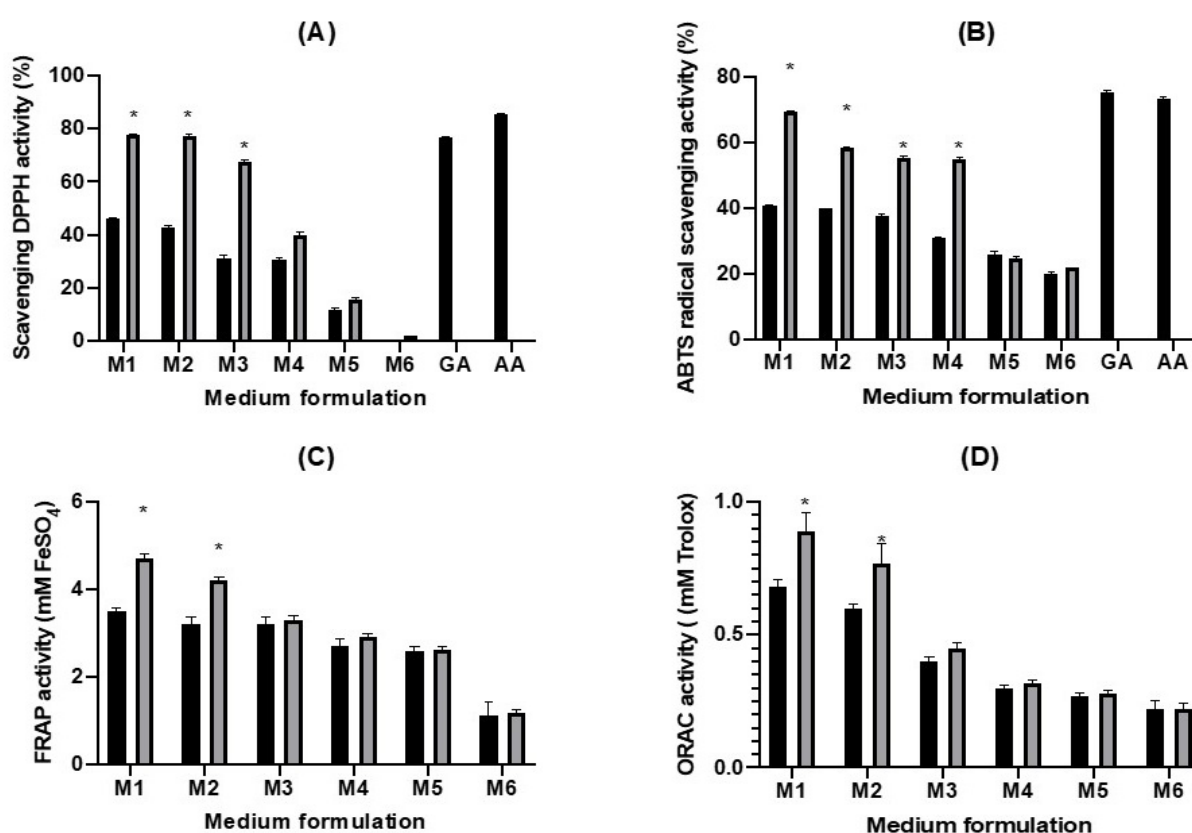 (A)
Scavenging DPPH activity (%)
100
80
60
40
20
0
* * *
M1 M2 M3 M4 M5 M6 GA AA
Medium formulation
(B)
ABTS radical scavenging activity (%)
80
60
40
20
0
* * * *
M1 M2 M3 M4 M5 M6 GA AA
Medium formulation
(C)
FRAP activity (mM FeSO₄)
6
4
2
0
* *
M1 M2 M3 M4 M5 M6
Medium formulation
(D)
ORAC activity ( (mM Trolox)
1.0
0.5
0.0
* *
M1 M2 M3 M4 M5 M6
Medium formulation